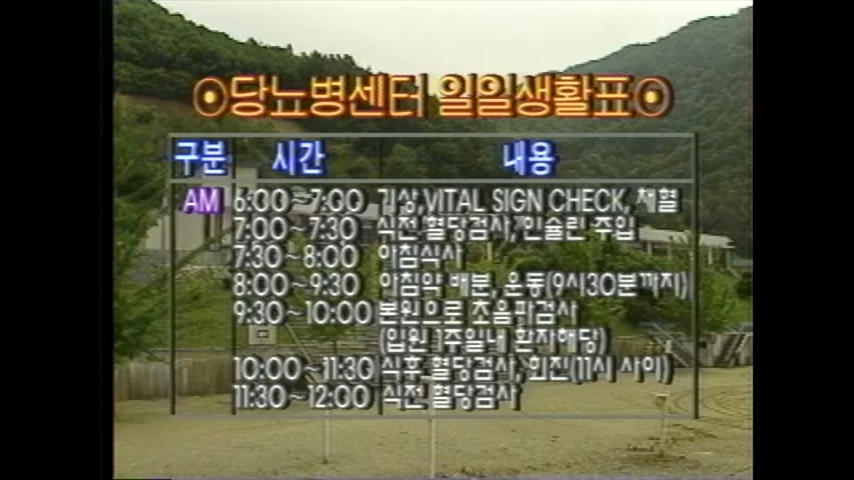 ⊙당뇨병센터 일일생활표⊙
구분 시간 내용
AM 6:00~7:00 기상,VITAL SIGN CHECK, 채혈
7:00~7:30 식전 혈당검사, 인슐린 주입
7:30~8:00 아침식사
8:00~9:30 아침약 배분, 운동(9시30분까지)
9:30~10:00 본원으로 초음파검사
(입원 1주일내 환자해당)
10:00~11:30 식후 혈당검사, 회진(11시 사이)
11:30~12:00 식전 혈당검사